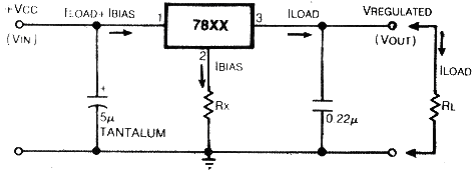 +VCC
(VIN)
ILOAD+ IBIAS
1
78XX
3
ILOAD
VREGULATED
(VOUT)
2
IBIAS
ILOAD
+
5µ
TANTALUM
RX
0.22µ
RL